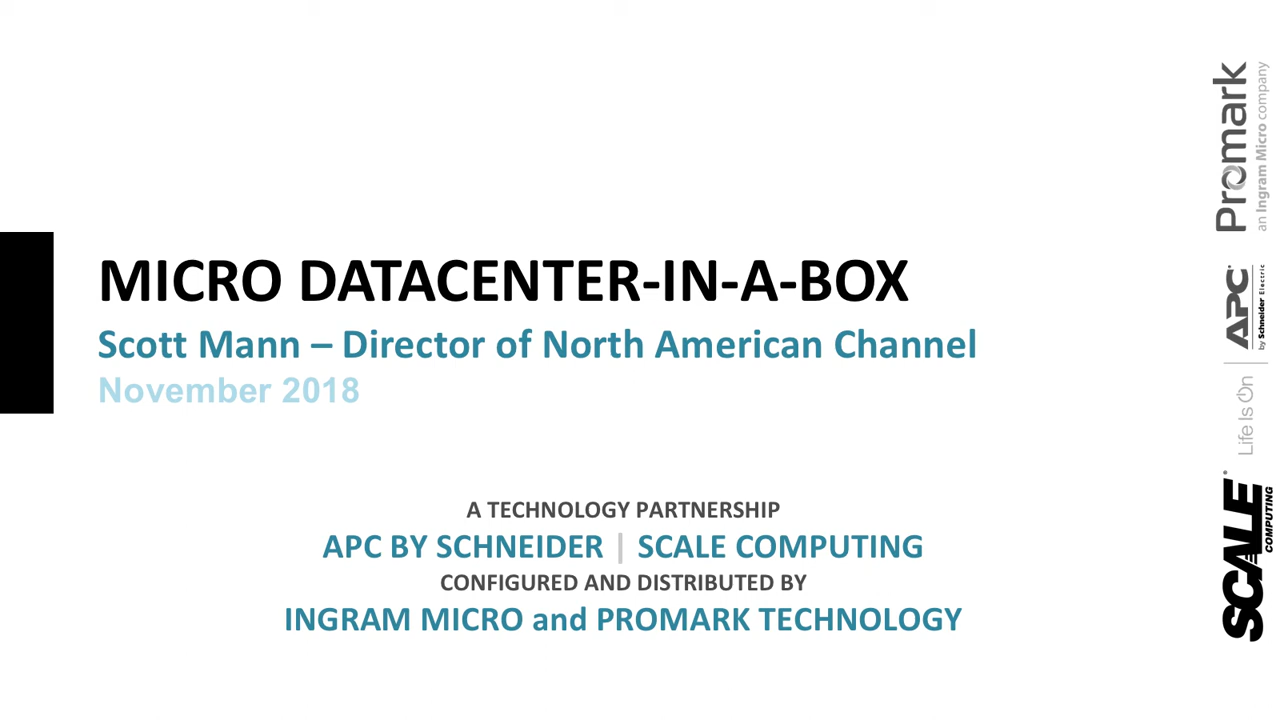 MICRO DATACENTER-IN-A-BOX
Scott Mann – Director of North American Channel
November 2018
A TECHNOLOGY PARTNERSHIP
APC BY SCHNEIDER | SCALE COMPUTING
CONFIGURED AND DISTRIBUTED BY
INGRAM MICRO and PROMARK TECHNOLOGY
Promark
an Ingram Micro company
APC
by Schneider Electric
Life Is On
SCALE
COMPUTING